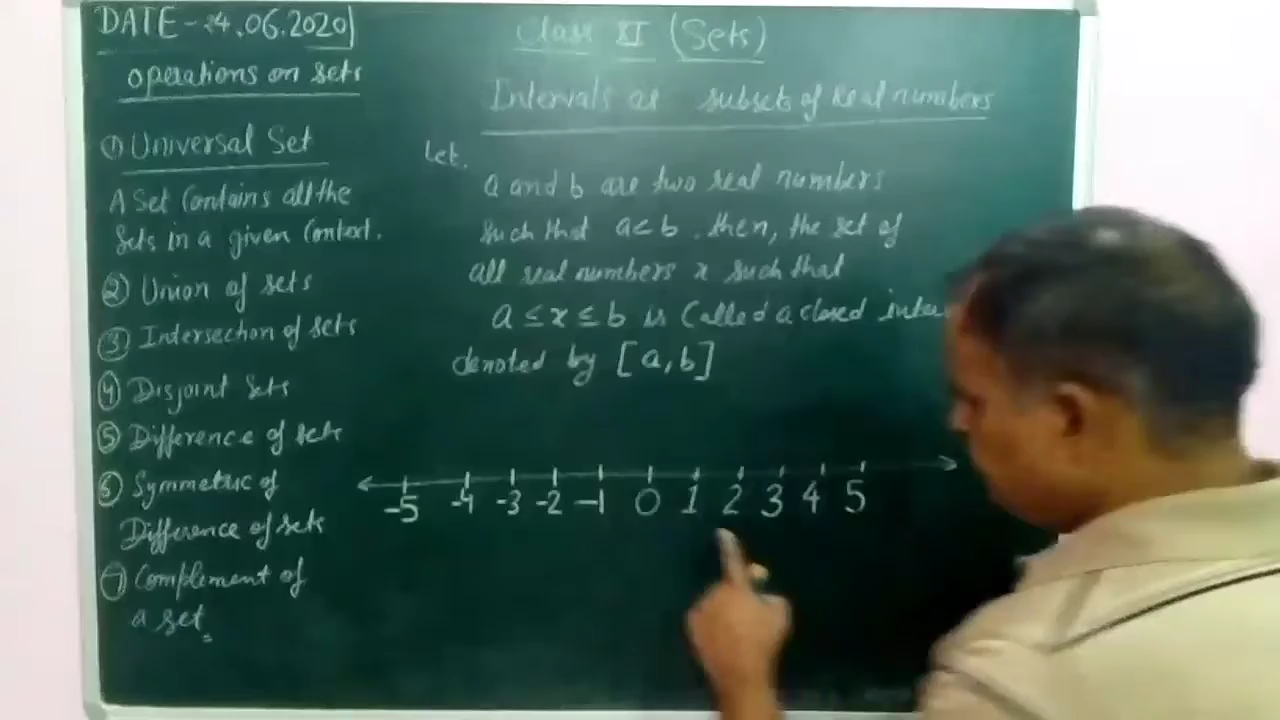 DATE - 24.06.2020
operations on sets
① Universal Set
A Set Contains all the
Sets in a given Context.
② Union of sets
③ Intersection of sets
④ Disjoint sets
⑤ Difference of sets
⑥ Symmetric of
Difference of sets
⑦ Complement of
a set
Class XI (Sets)
Intervals as subsets of real numbers
Let.
a and b are two real numbers
such that a<b. then, the set of
all real numbers x such that
a ≤ x ≤ b is called a closed inte
denoted by [a, b]
-5 -4 -3 -2 -1 0 1 2 3 4 5